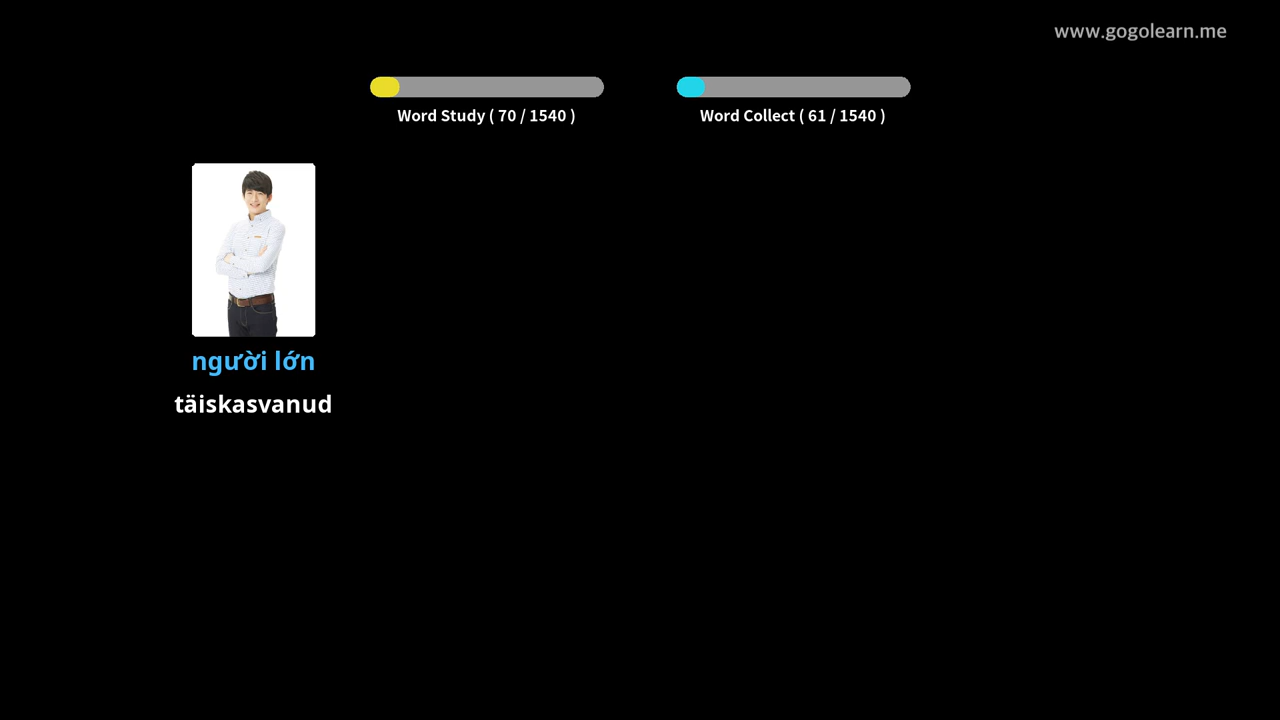 www.gogolearn.me
Word Study ( 70 / 1540 )
Word Collect ( 61 / 1540 )
người lớn
täiskasvanud